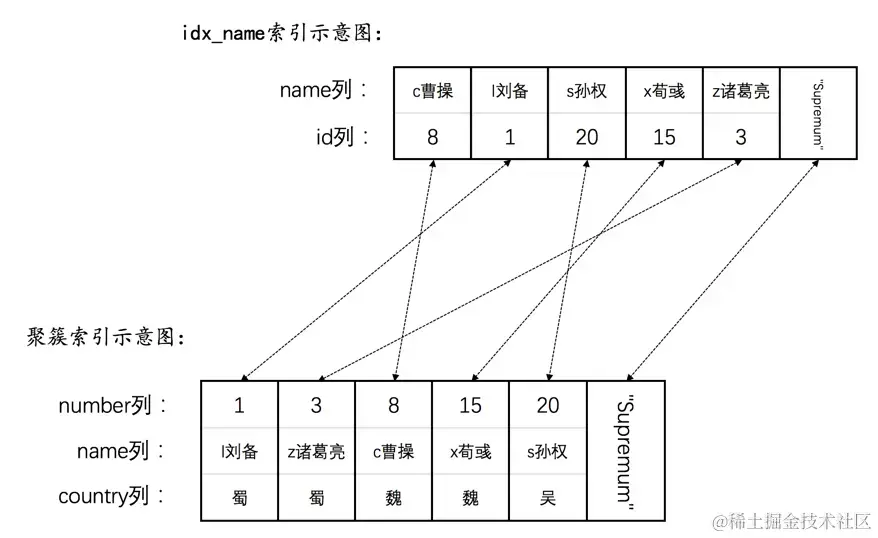 idx_name索引示意图：
name列： c曹操 l刘备 s孙权 x荀彧 z诸葛亮 "Supremum"
id列： 8 1 20 15 3
聚簇索引示意图：
number列： 1 3 8 15 20 "Supremum"
name列： l刘备 z诸葛亮 c曹操 x荀彧 s孙权
country列： 蜀 蜀 魏 魏 吴
@稀土掘金技术社区